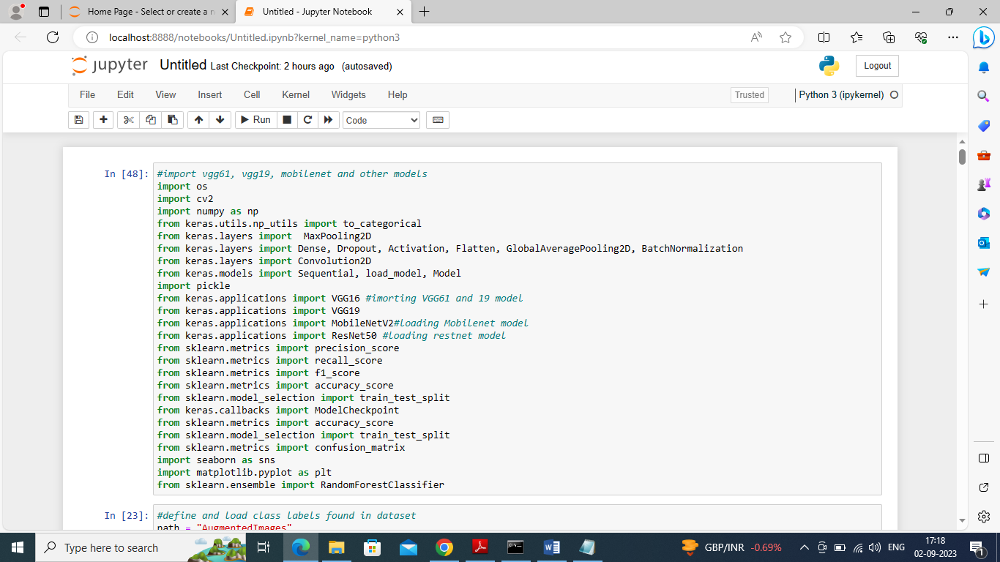 Home Page - Select or create a n
Untitled - Jupyter Notebook
localhost:8888/notebooks/Untitled.ipynb?kernel_name=python3
jupyter Untitled Last Checkpoint: 2 hours ago (autosaved)
Logout
File Edit View Insert Cell Kernel Widgets Help
Trusted
Python 3 (ipykernel)
Run
Code
In [48]:
#import vgg61, vgg19, mobilenet and other models
import os
import cv2
import numpy as np
from keras.utils.np_utils import to_categorical
from keras.layers import  MaxPooling2D
from keras.layers import Dense, Dropout, Activation, Flatten, GlobalAveragePooling2D, BatchNormalization
from keras.layers import Convolution2D
from keras.models import Sequential, load_model, Model
import pickle
from keras.applications import VGG16 #imorting VGG61 and 19 model
from keras.applications import VGG19
from keras.applications import MobileNetV2#loading Mobilenet model
from keras.applications import ResNet50 #loading restnet model
from sklearn.metrics import precision_score
from sklearn.metrics import recall_score
from sklearn.metrics import f1_score
from sklearn.metrics import accuracy_score
from sklearn.model_selection import train_test_split
from keras.callbacks import ModelCheckpoint
from sklearn.metrics import accuracy_score
from sklearn.model_selection import train_test_split
from sklearn.metrics import confusion_matrix
import seaborn as sns
import matplotlib.pyplot as plt
from sklearn.ensemble import RandomForestClassifier
In [23]:
#define and load class labels found in dataset
path = "AugmentedImages"
Type here to search
GBP/INR -0.69%
ENG
17:18
02-09-2023
1